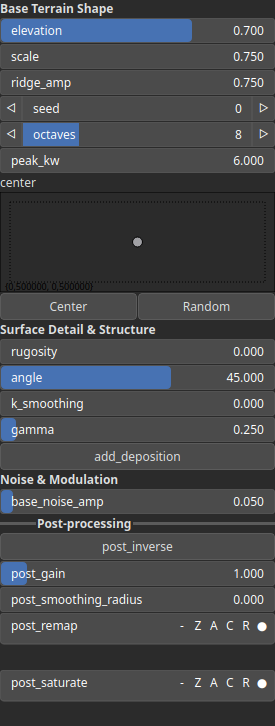 Base Terrain Shape
elevation 0.700
scale 0.750
ridge_amp 0.750
seed 0
octaves 8
peak_kw 6.000
center
(0.500000, 0.500000)
Center Random
Surface Detail & Structure
rugosity 0.000
angle 45.000
k_smoothing 0.000
gamma 0.250
add_deposition
Noise & Modulation
base_noise_amp 0.050
Post-processing
post_inverse
post_gain 1.000
post_smoothing_radius 0.000
post_remap - Z A C R
post_saturate - Z A C R